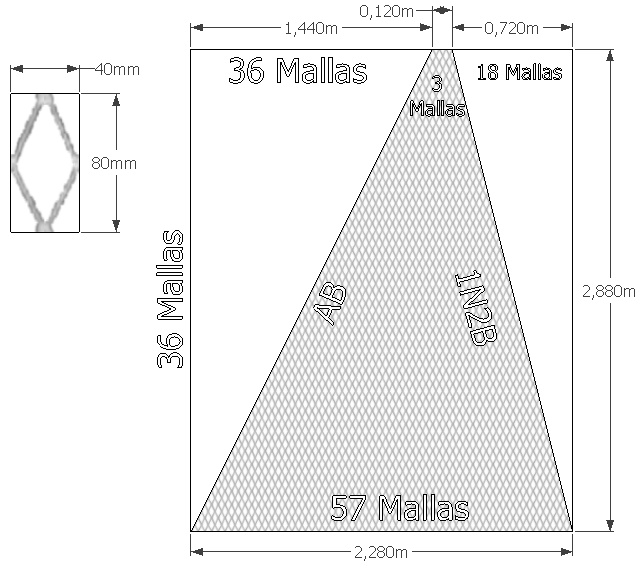 0,120m
1,440m
0,720m
36 Mallas
3
Mallas
18 Mallas
40mm
80mm
36 Mallas
AB
1N2B
2,880m
57 Mallas
2,280m